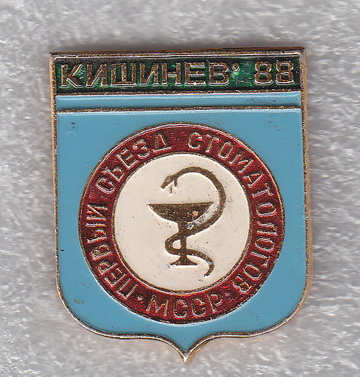 КИШИНЕВ' 88
ПЕРВЫЙ СЪЕЗД СТОМАТОЛОГОВ
· МССР ·